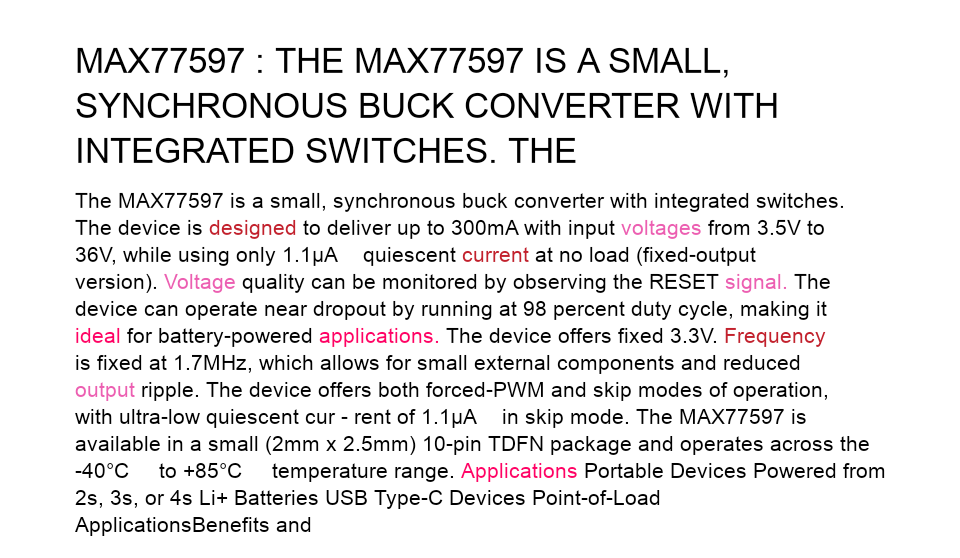 MAX77597 : THE MAX77597 IS A SMALL,
SYNCHRONOUS BUCK CONVERTER WITH
INTEGRATED SWITCHES. THE
The MAX77597 is a small, synchronous buck converter with integrated switches.
The device is designed to deliver up to 300mA with input voltages from 3.5V to
36V, while using only 1.1μA    quiescent current at no load (fixed-output
version). Voltage quality can be monitored by observing the RESET signal. The
device can operate near dropout by running at 98 percent duty cycle, making it
ideal for battery-powered applications. The device offers fixed 3.3V. Frequency
is fixed at 1.7MHz, which allows for small external components and reduced
output ripple. The device offers both forced-PWM and skip modes of operation,
with ultra-low quiescent cur - rent of 1.1μA    in skip mode. The MAX77597 is
available in a small (2mm x 2.5mm) 10-pin TDFN package and operates across the
-40°C     to +85°C     temperature range. Applications Portable Devices Powered from
2s, 3s, or 4s Li+ Batteries USB Type-C Devices Point-of-Load
ApplicationsBenefits and